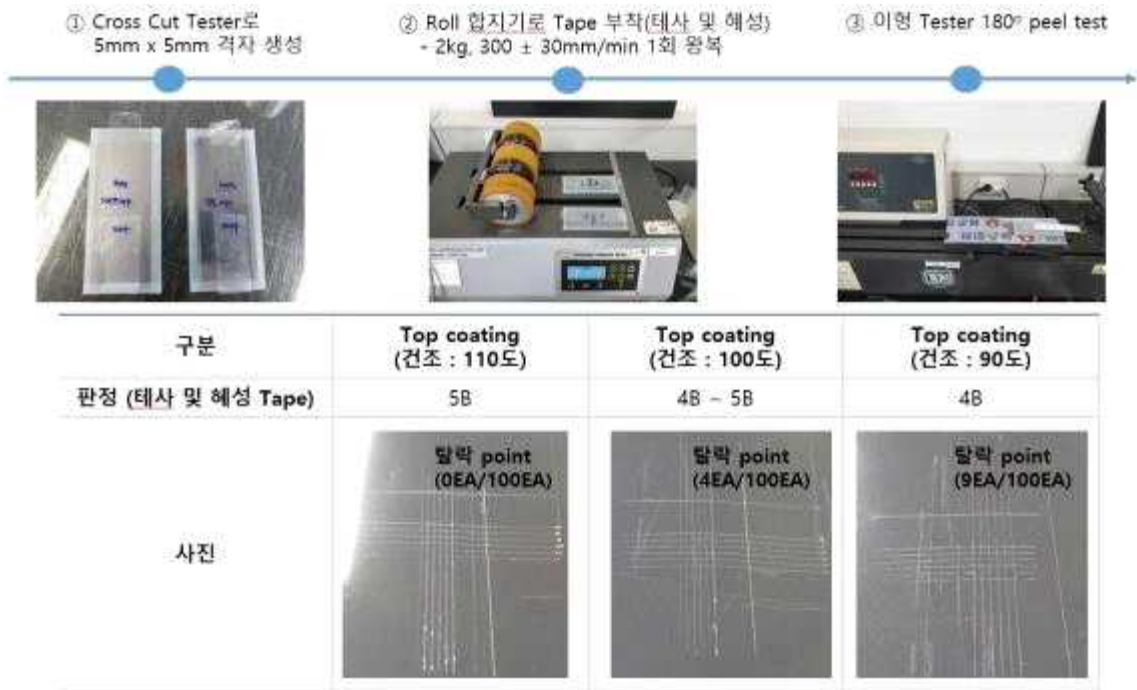 ① Cross Cut Tester로
5mm x 5mm 격자 생성
② Roll 합지기로 Tape 부착(테사 및 혜성)
- 2kg, 300 ± 30mm/min 1회 왕복
③ 이형 Tester 180º peel test
구분
Top coating
(건조 : 110도)
Top coating
(건조 : 100도)
Top coating
(건조 : 90도)
판정 (테사 및 혜성 Tape)
5B
4B ~ 5B
4B
사진
탈락 point
(0EA/100EA)
탈락 point
(4EA/100EA)
탈락 point
(9EA/100EA)